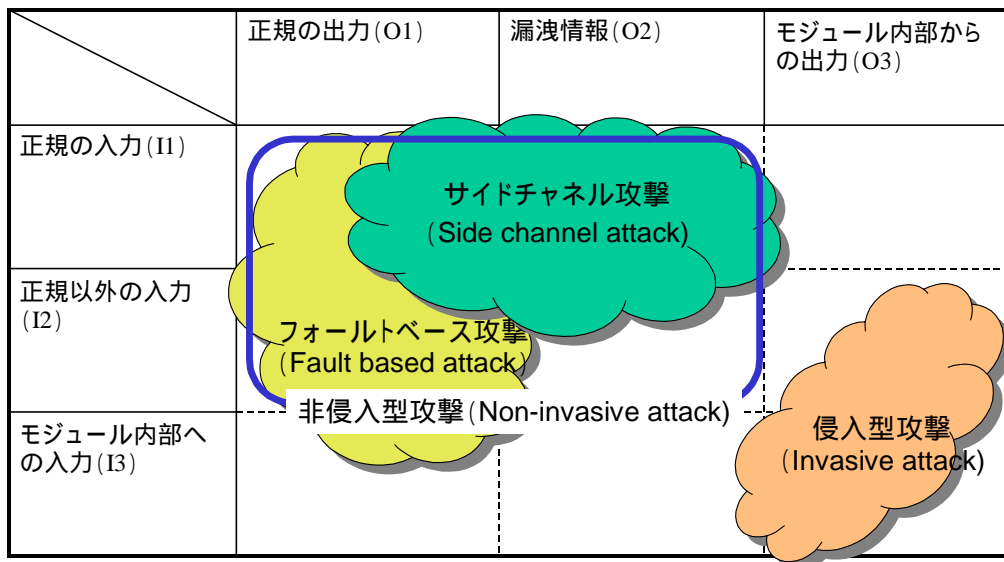 正規の出力(O1)
漏洩情報(O2)
モジュール内部から
の出力(O3)
正規の入力(I1)
サイドチャネル攻撃
(Side channel attack)
正規以外の入力
(I2)
フォールトベース攻撃
(Fault based attack)
非侵入型攻撃(Non-invasive attack)
モジュール内部へ
の入力(I3)
侵入型攻撃
(Invasive attack)